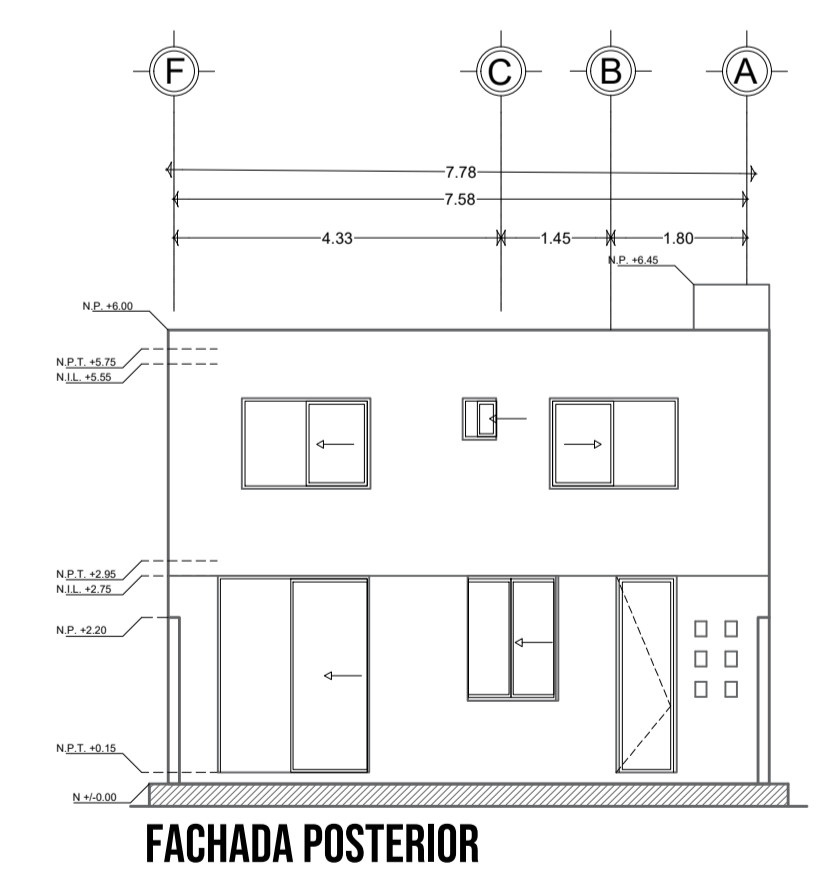 F C B A
7.78
7.58
4.33 1.45 1.80
N.P. +6.45
N.P. +6.00
N.P.T. +5.75
N.I.L. +5.55
N.P.T. +2.95
N.I.L. +2.75
N.P. +2.20
N.P.T. +0.15
N +/-0.00
FACHADA POSTERIOR